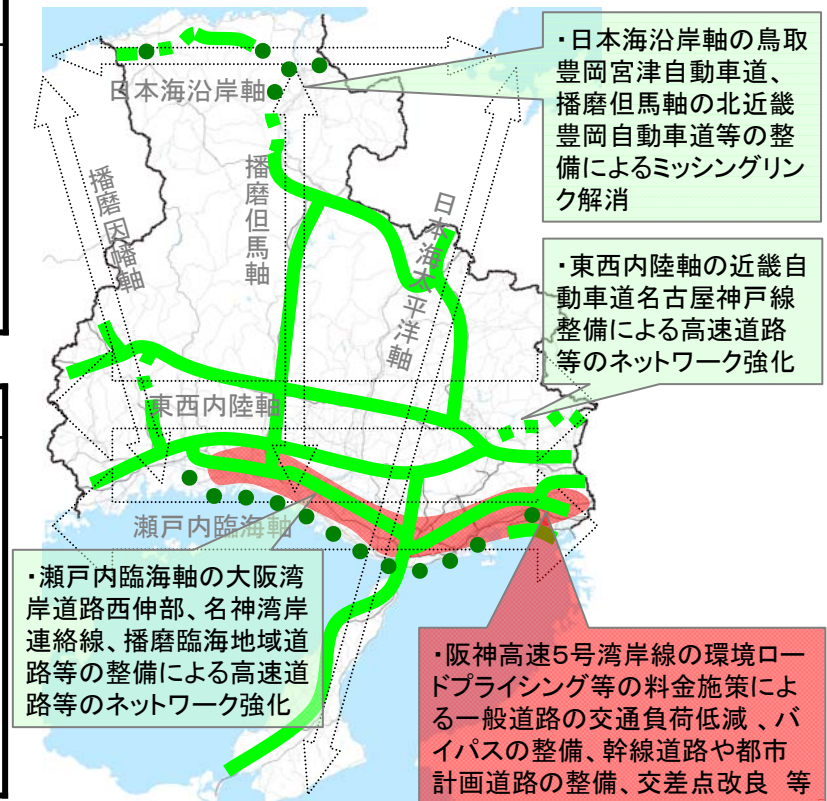 ・日本海沿岸軸の鳥取
豊岡宮津自動車道、
播磨但馬軸の北近畿
豊岡自動車道等の整
備によるミッシングリン
ク解消
日本海沿岸軸
播磨因幡軸
播磨但馬軸
日本海太平洋軸
・東西内陸軸の近畿自
動車道名古屋神戸線
整備による高速道路
等のネットワーク強化
東西内陸軸
瀬戸内臨海軸
・瀬戸内臨海軸の大阪湾
岸道路西伸部、名神湾岸
連絡線、播磨臨海地域道
路等の整備による高速道
路等のネットワーク強化
・阪神高速5号湾岸線の環境ロー
ドプライシング等の料金施策によ
る一般道路の交通負荷低減 、バ
イパスの整備、幹線道路や都市
計画道路の整備、交差点改良 等